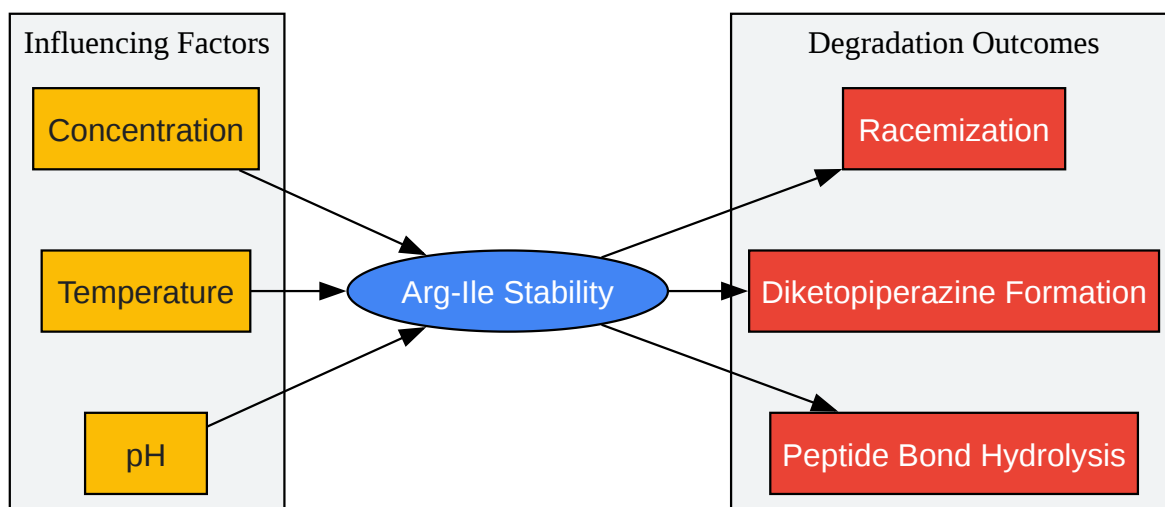 Influencing Factors
Concentration
Temperature
pH
Arg-Ile Stability
Degradation Outcomes
Racemization
Diketopiperazine Formation
Peptide Bond Hydrolysis